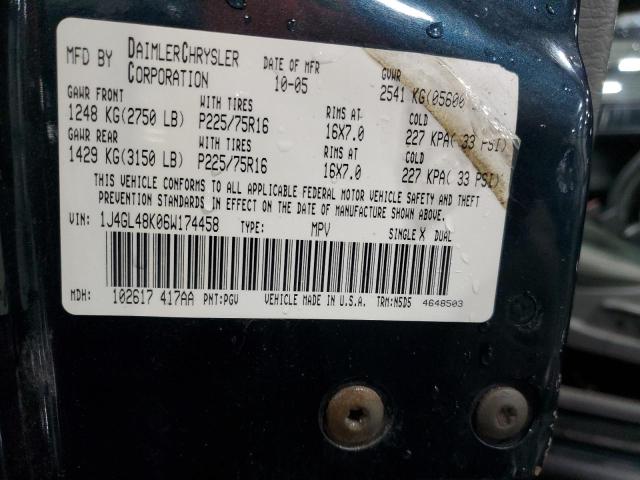 MFD BY DAIMLERCHRYSLER CORPORATION DATE OF MFR 10-05 GVWR 2541 KG(05600
GAWR FRONT WITH TIRES RIMS AT COLD
1248 KG(2750 LB) P225/75R16 16X7.0 227 KPA( 33 PSI)
GAWR REAR WITH TIRES RIMS AT COLD
1429 KG(3150 LB) P225/75R16 16X7.0 227 KPA( 33 PSI)
THIS VEHICLE CONFORMS TO ALL APPLICABLE FEDERAL MOTOR VEHICLE SAFETY AND THEFT
PREVENTION STANDARDS IN EFFECT ON THE DATE OF MANUFACTURE SHOWN ABOVE.
VIN: 1J4GL48K06W174458 TYPE: MPV SINGLE X DUAL
MDH: 102617 417AA PNT:PGV VEHICLE MADE IN U.S.A. TRM:N5D5 4648503